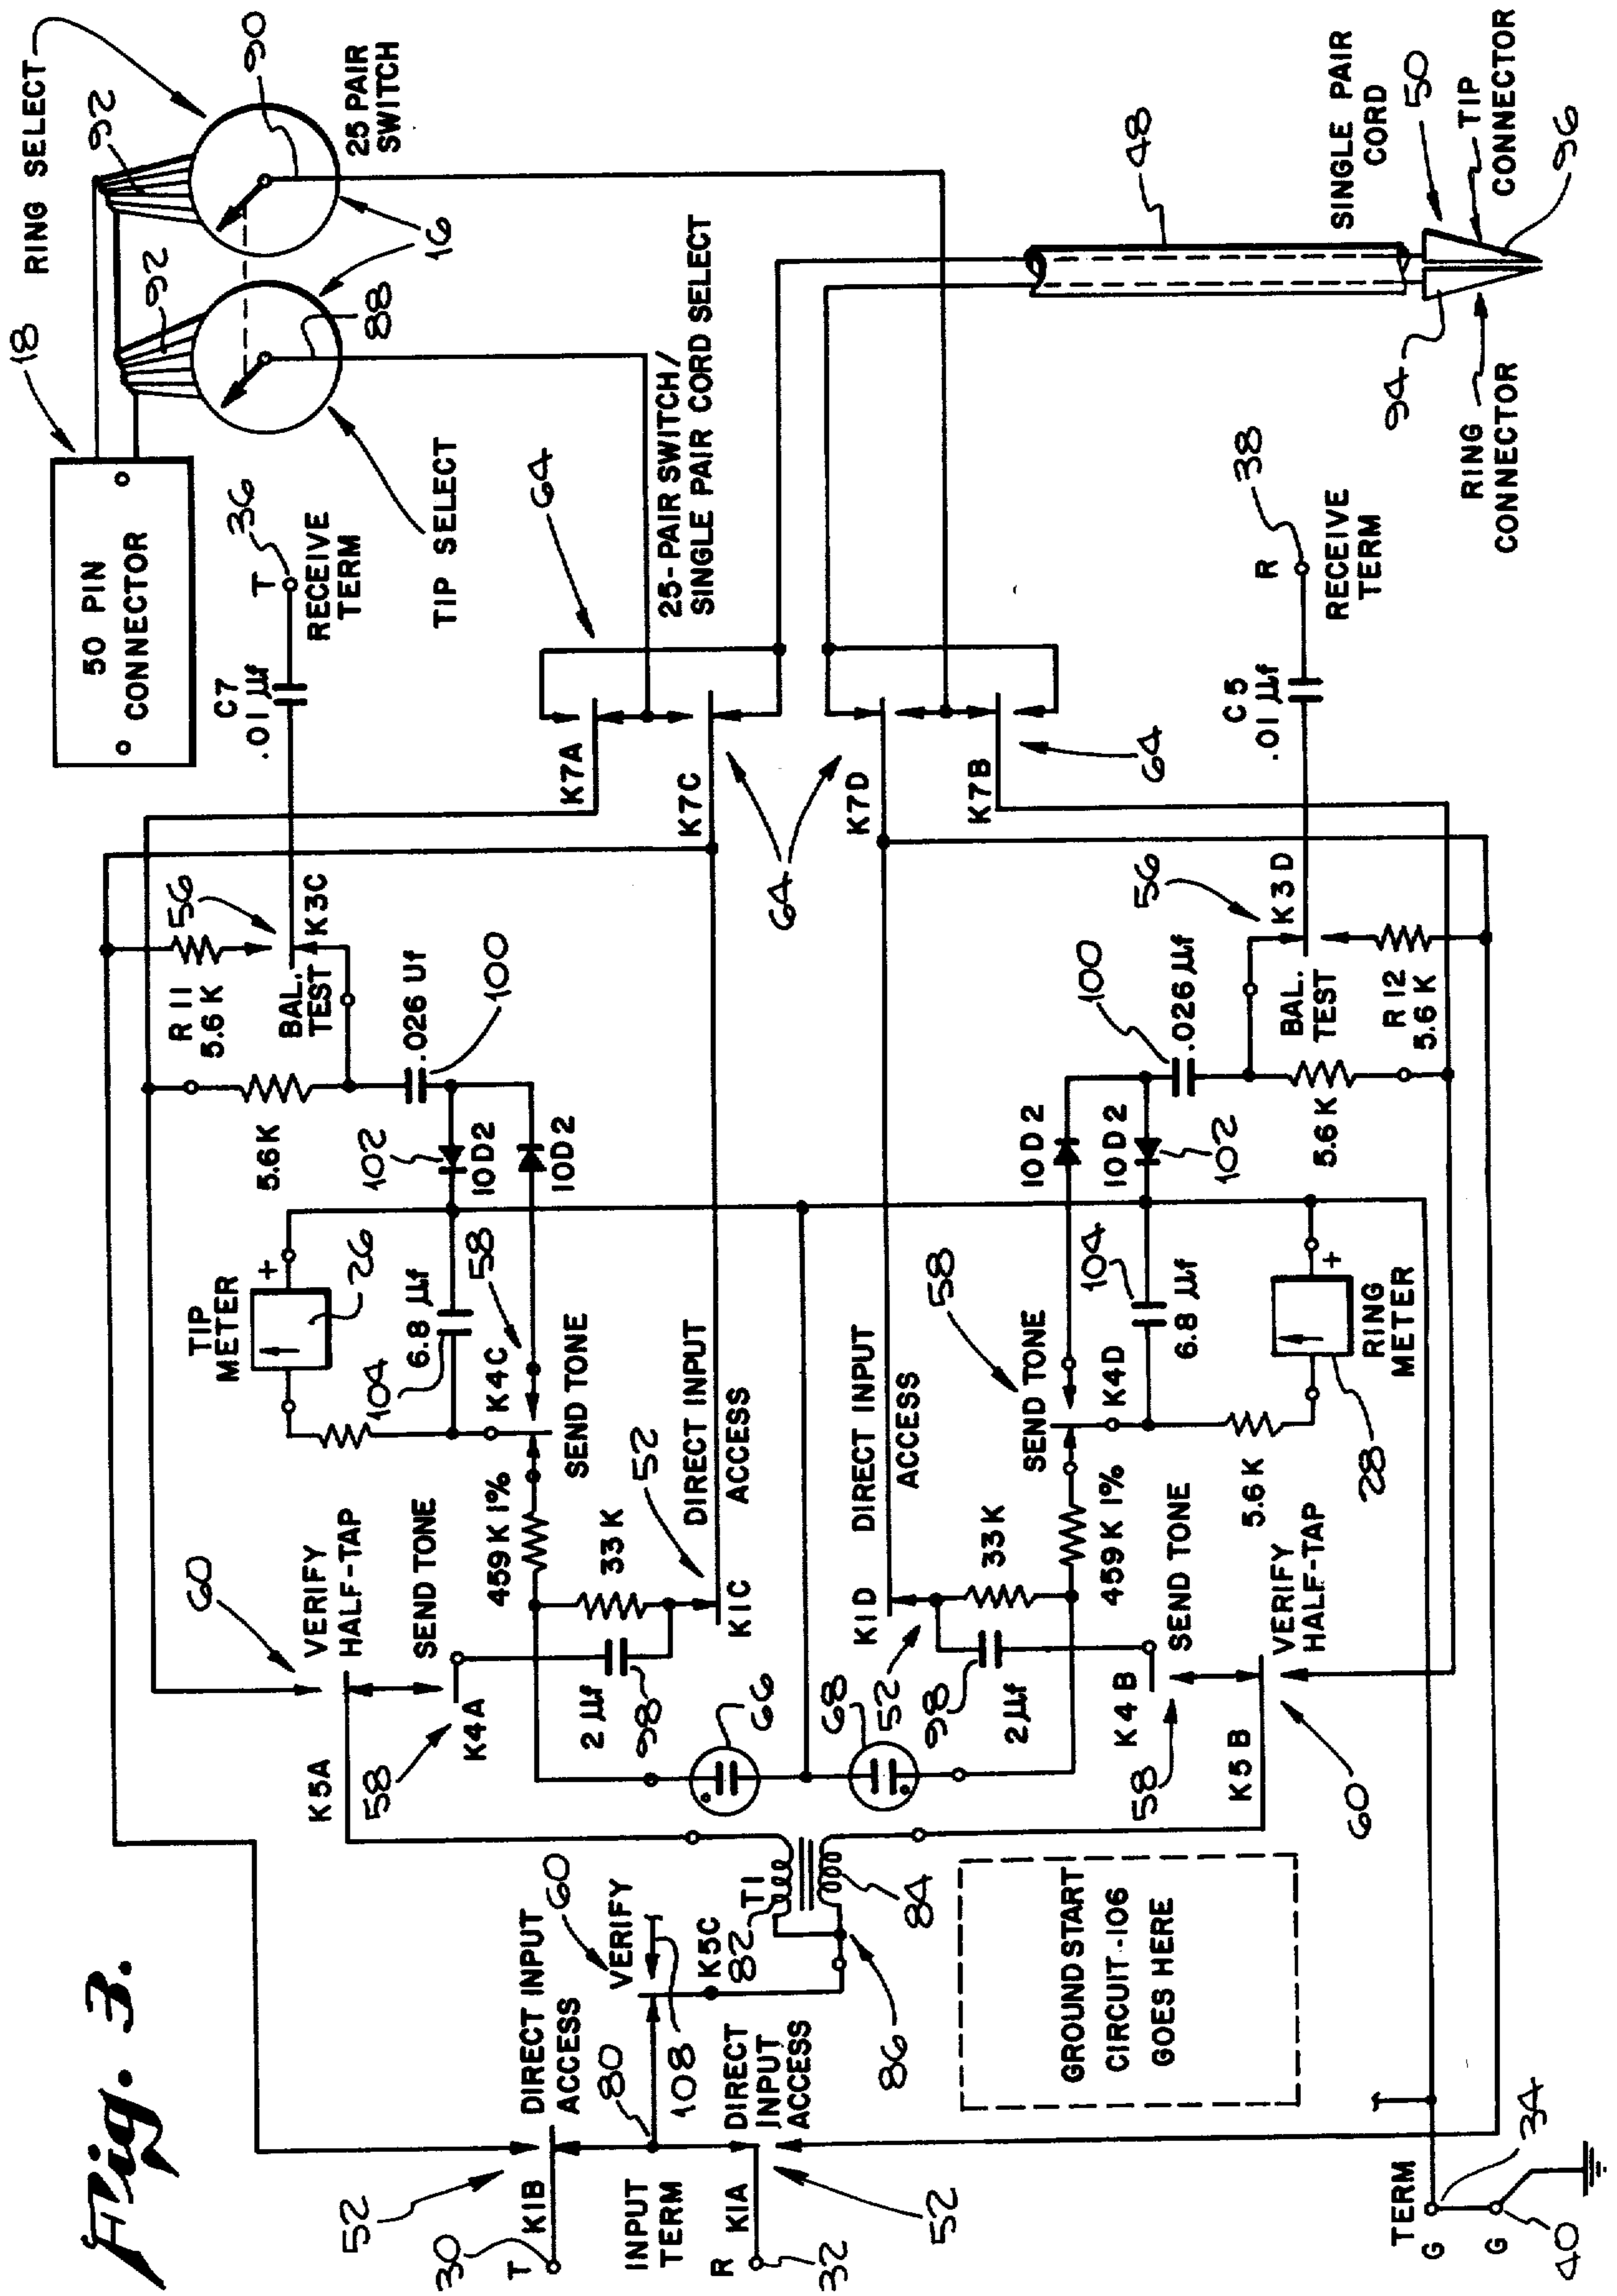 Fig. 3.
18
RING SELECT
50 PIN
CONNECTOR
92
92
90
25 PAIR
SWITCH
16
88
TIP SELECT
C7
.01 µf
T
36
RECEIVE
TERM
R 11
5.6 K
56
BAL.
TEST
K3C
5.6K
.026 Uf
100
102
10D2
10D2
TIP
METER
+
26
104
6.8 µf
58
K4C
SEND TONE
459K 1%
60
VERIFY
HALF-TAP
SEND TONE
K5A
58
K4A
2 µf
98
33 K
52
K1C
DIRECT INPUT
ACCESS
K7A
64
25-PAIR SWITCH/
SINGLE PAIR CORD SELECT
K7C
64
K7D
K7B
64
52
30
T
K1B
DIRECT INPUT
ACCESS
INPUT
TERM
80
60
VERIFY
108
K5C
R
K1A
32
52
DIRECT
INPUT
ACCESS
82
T1
84
86
66
68
52
K1D
DIRECT INPUT
ACCESS
98
2 µf
33 K
459K 1%
58
SEND TONE
K4D
104
6.8 µf
10D2
10D2
102
100
.026 µf
5.6 K
BAL.
TEST
56
K3D
R 12
5.6 K
C5
.01 µf
R
38
RECEIVE
TERM
K4B
SEND TONE
58
K5B
VERIFY
HALF-TAP
60
5.6 K
28
RING
METER
+
GROUND START
CIRCUIT -106
GOES HERE
TERM
G
34
G
40
48
SINGLE PAIR
CORD
50
TIP
CONNECTOR
96
94
RING
CONNECTOR